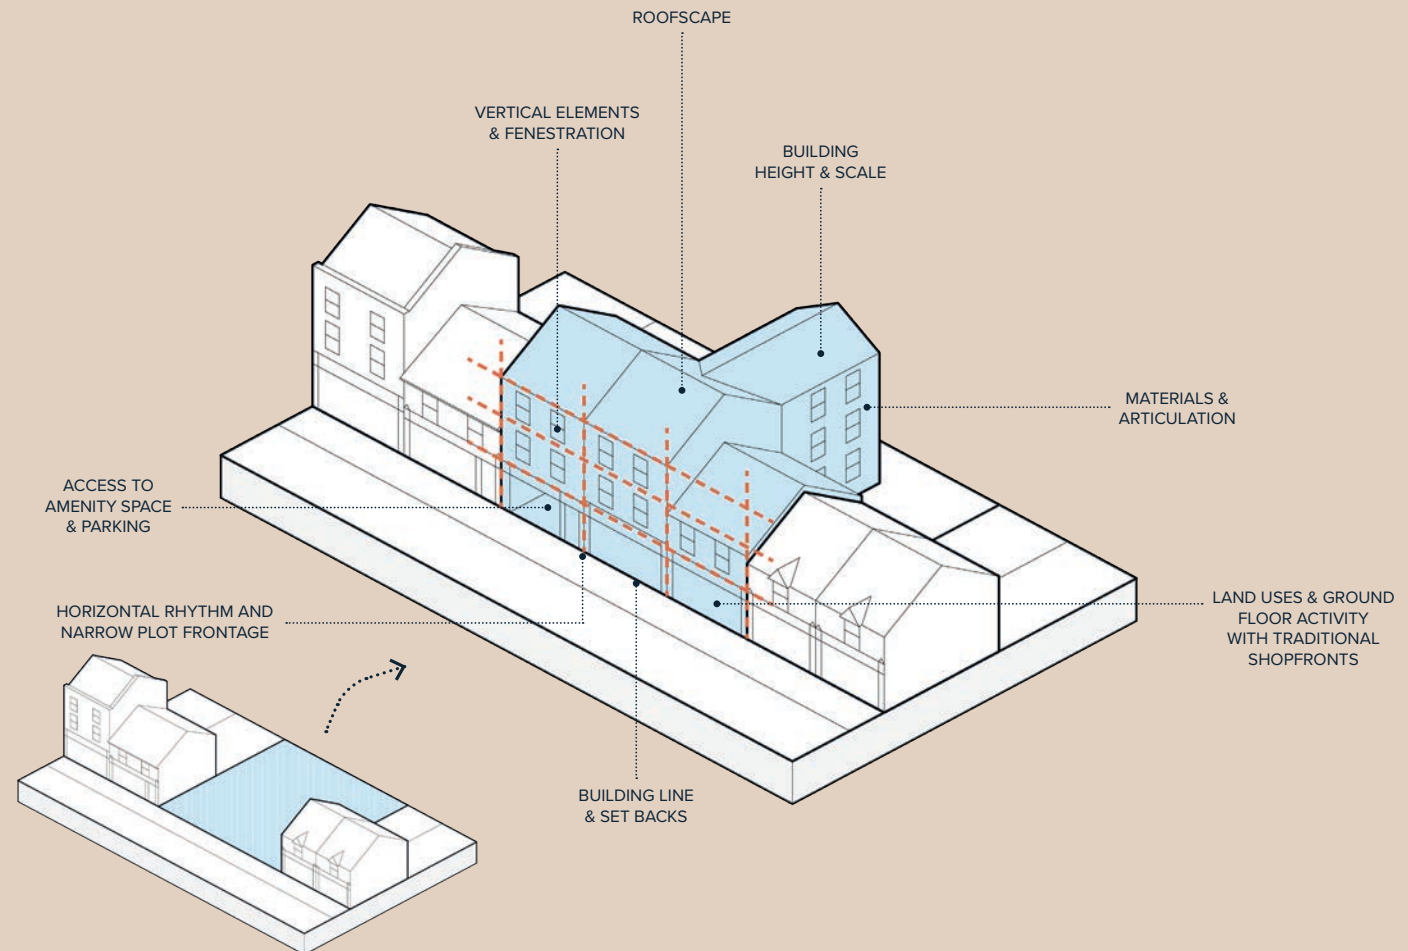 ROOFSCAPE
VERTICAL ELEMENTS
& FENESTRATION
BUILDING
HEIGHT & SCALE
MATERIALS &
ARTICULATION
ACCESS TO
AMENITY SPACE
& PARKING
HORIZONTAL RHYTHM AND
NARROW PLOT FRONTAGE
LAND USES & GROUND
FLOOR ACTIVITY
WITH TRADITIONAL
SHOPFRONTS
BUILDING LINE
& SET BACKS